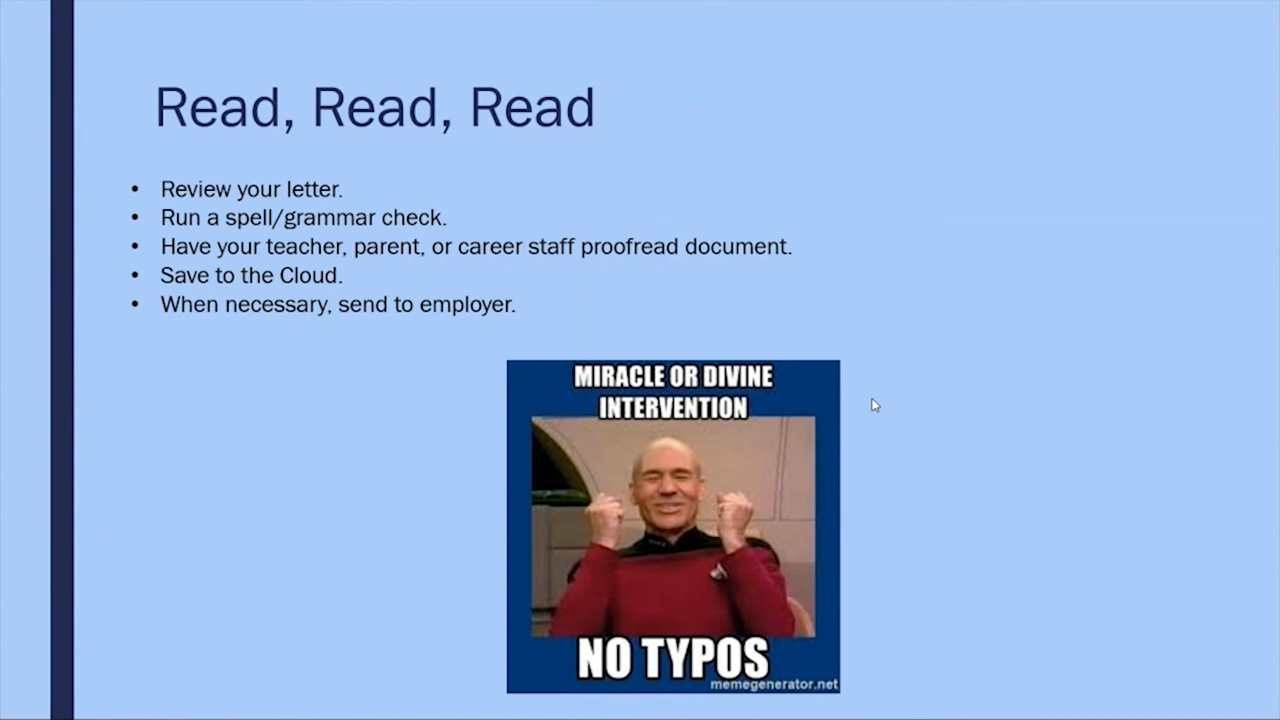 Read, Read, Read
• Review your letter.
• Run a spell/grammar check.
• Have your teacher, parent, or career staff proofread document.
• Save to the Cloud.
• When necessary, send to employer.
MIRACLE OR DIVINE
INTERVENTION
NO TYPOS
memegenerator.net